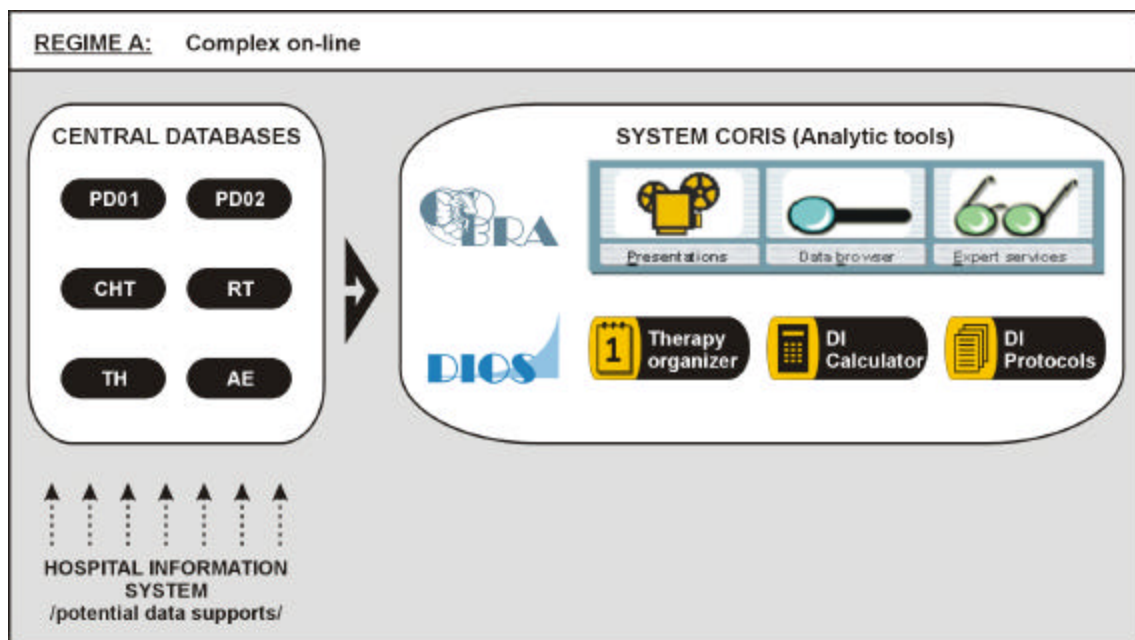 REGIME A: Complex on-line
CENTRAL DATABASES
PD01 PD02
CHT RT
TH AE
HOSPITAL INFORMATION
SYSTEM
/potential data supports/
SYSTEM CORIS (Analytic tools)
COBRA
Presentations Data browser Expert services
DIOS
1 Therapy
organizer
DI
Calculator
DI
Protocols